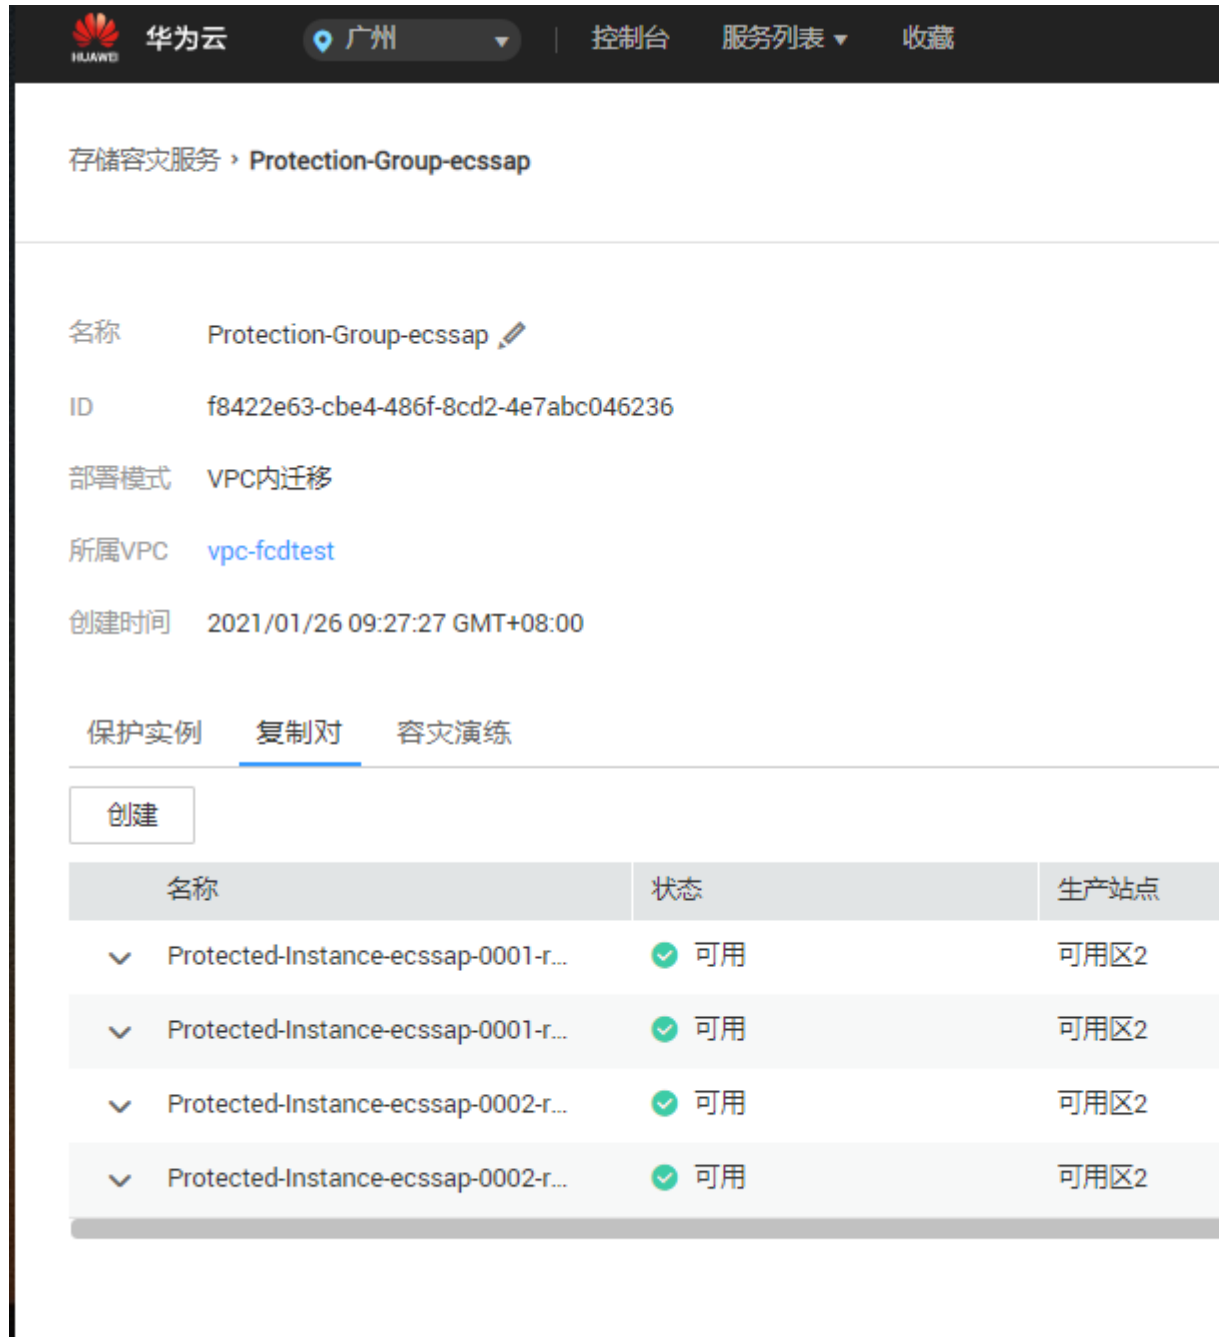 HUAWEI 华为云 广州 控制台 服务列表 收藏
存储容灾服务 › Protection-Group-ecssap
名称 Protection-Group-ecssap
ID f8422e63-cbe4-486f-8cd2-4e7abc046236
部署模式 VPC内迁移
所属VPC vpc-fcdtest
创建时间 2021/01/26 09:27:27 GMT+08:00
保护实例 复制对 容灾演练
创建
名称 状态 生产站点
Protected-Instance-ecssap-0001-r... 可用 可用区2
Protected-Instance-ecssap-0001-r... 可用 可用区2
Protected-Instance-ecssap-0002-r... 可用 可用区2
Protected-Instance-ecssap-0002-r... 可用 可用区2